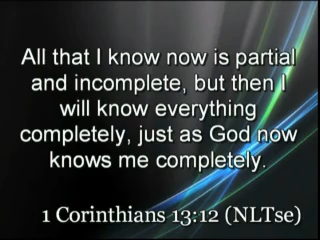 All that I know now is partial
and incomplete, but then I
will know everything
completely, just as God now
knows me completely.
1 Corinthians 13:12 (NLTse)